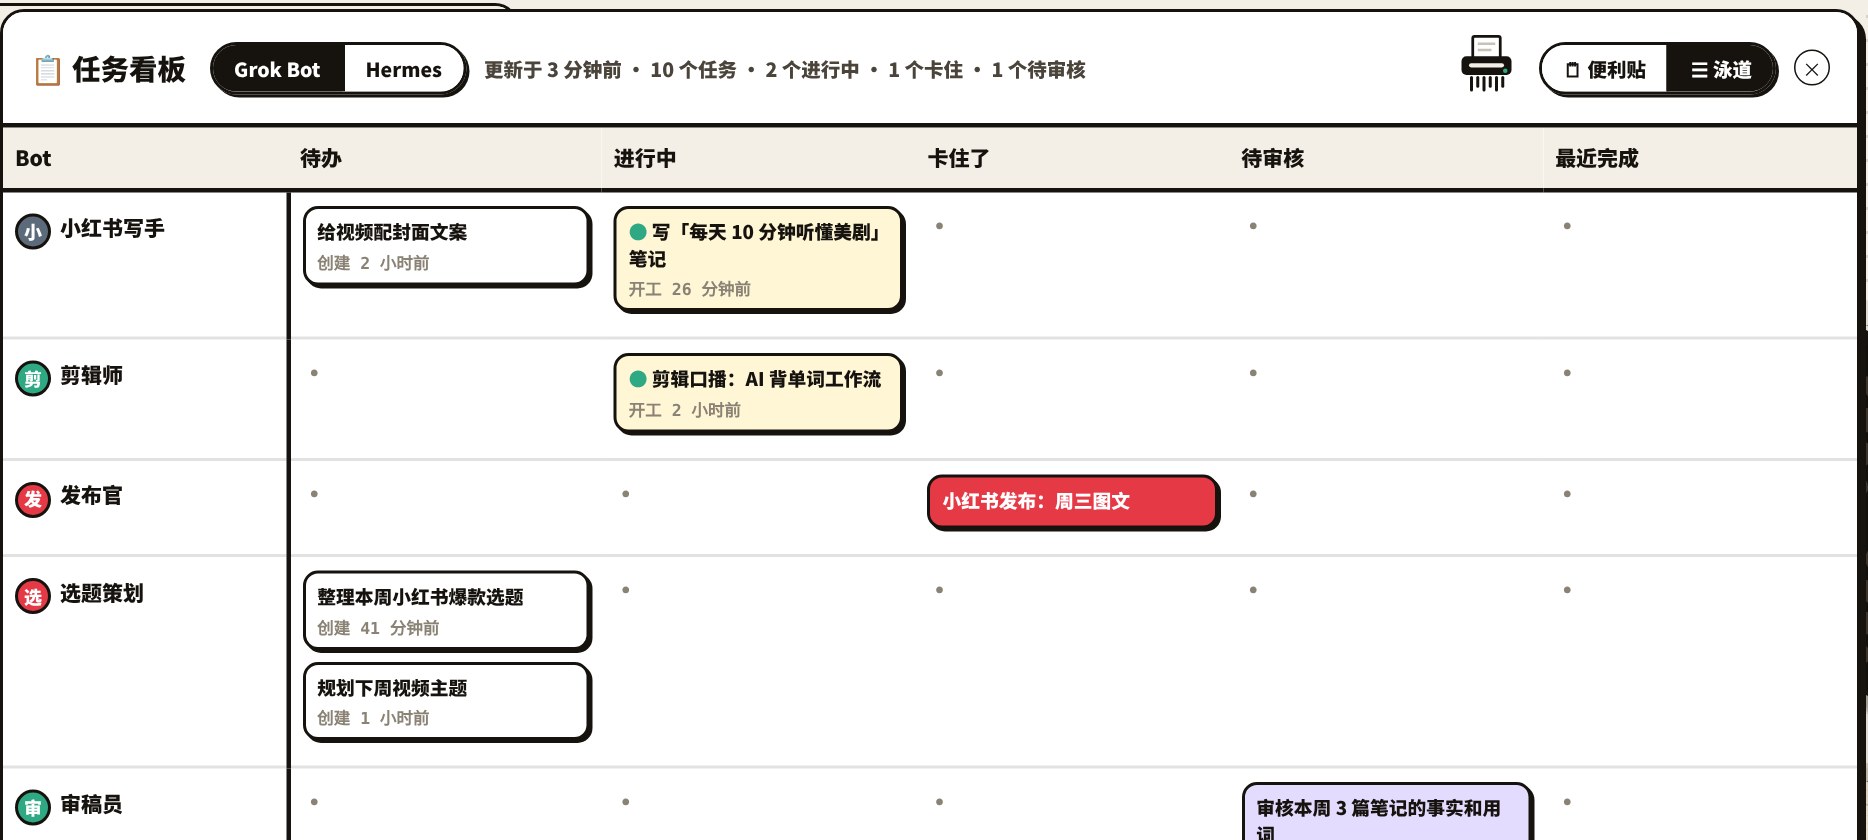 任务看板
Grok Bot
Hermes
更新于 3 分钟前 · 10 个任务 · 2 个进行中 · 1 个卡住 · 1 个待审核
便利贴
泳道
Bot
待办
进行中
卡住了
待审核
最近完成
小
小红书写手
给视频配封面文案
创建 2 小时前
写「每天 10 分钟听懂美剧」
笔记
开工 26 分钟前
剪
剪辑师
剪辑口播：AI 背单词工作流
开工 2 小时前
发
发布官
小红书发布：周三图文
选
选题策划
整理本周小红书爆款选题
创建 41 分钟前
规划下周视频主题
创建 1 小时前
审
审稿员
审核本周 3 篇笔记的事实和用
词